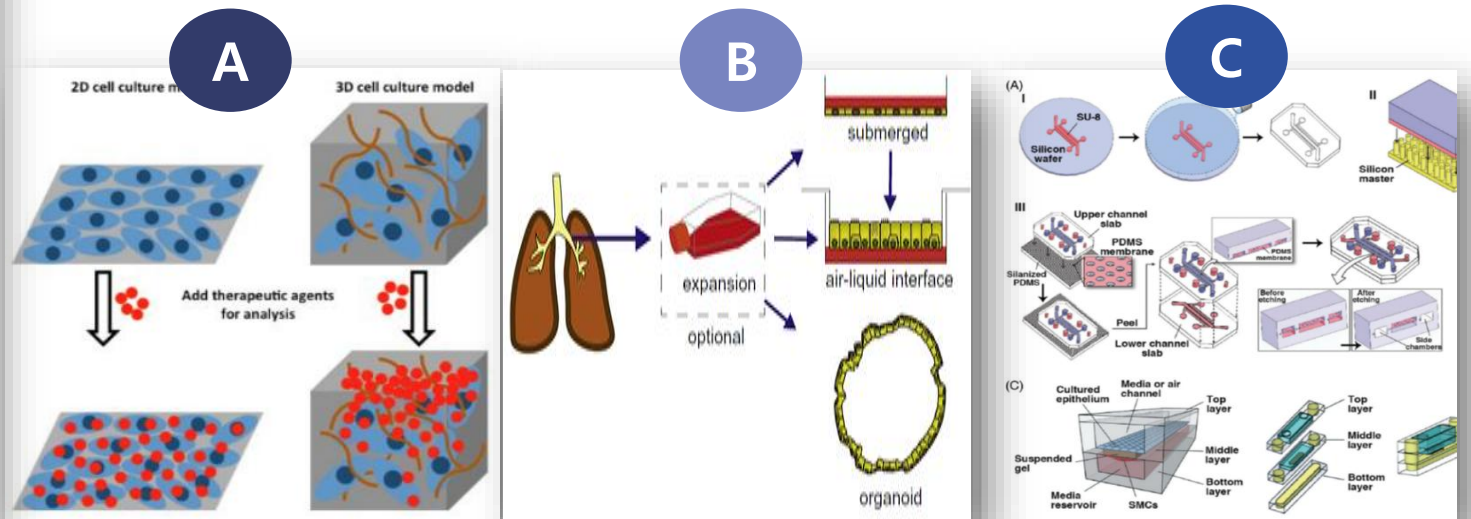 A
B
C
2D cell culture m
3D cell culture model
Add therapeutic agents
for analysis
expansion
optional
submerged
air-liquid interface
organoid
(A)
I
SU-8
Silicon
wafer
II
Silicon
master
III
Upper channel
slab
PDMS
membrane
Silanized
PDMS
Peel
Lower channel
slab
PDMS
membrane
Before
etching
After
etching
Side
chambers
(C)
Cultured
epithelium
Media or air
channel
Top
layer
Middle
layer
Bottom
layer
Suspended
gel
Media
reservoir
SMCs
Top
layer
Middle
layer
Bottom
layer